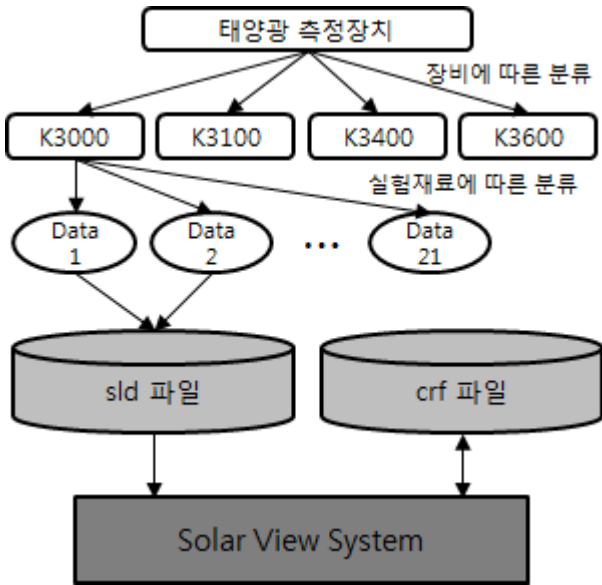 태양광 측정장치
장비에 따른 분류
K3000 K3100 K3400 K3600
실험재료에 따른 분류
Data
1
Data
2
...
Data
21
sld 파일
crf 파일
Solar View System